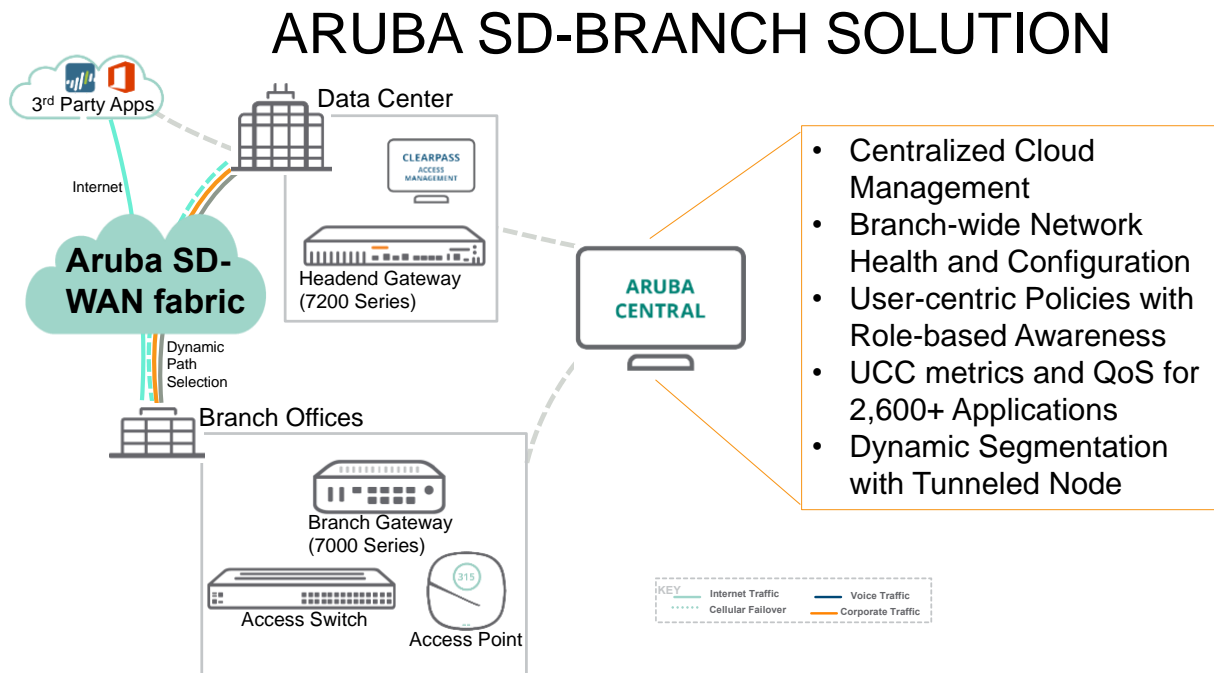 ARUBA SD-BRANCH SOLUTION
3rd Party Apps
Data Center
CLEARPASS
ACCESS
MANAGEMENT
Internet
Headend Gateway
(7200 Series)
Aruba SD-
WAN fabric
Dynamic
Path
Selection
Branch Offices
Branch Gateway
(7000 Series)
Access Switch
315
Access Point
ARUBA
CENTRAL
• Centralized Cloud
Management
• Branch-wide Network
Health and Configuration
• User-centric Policies with
Role-based Awareness
• UCC metrics and QoS for
2,600+ Applications
• Dynamic Segmentation
with Tunneled Node
KEY
Internet Traffic
Voice Traffic
Cellular Failover
Corporate Traffic